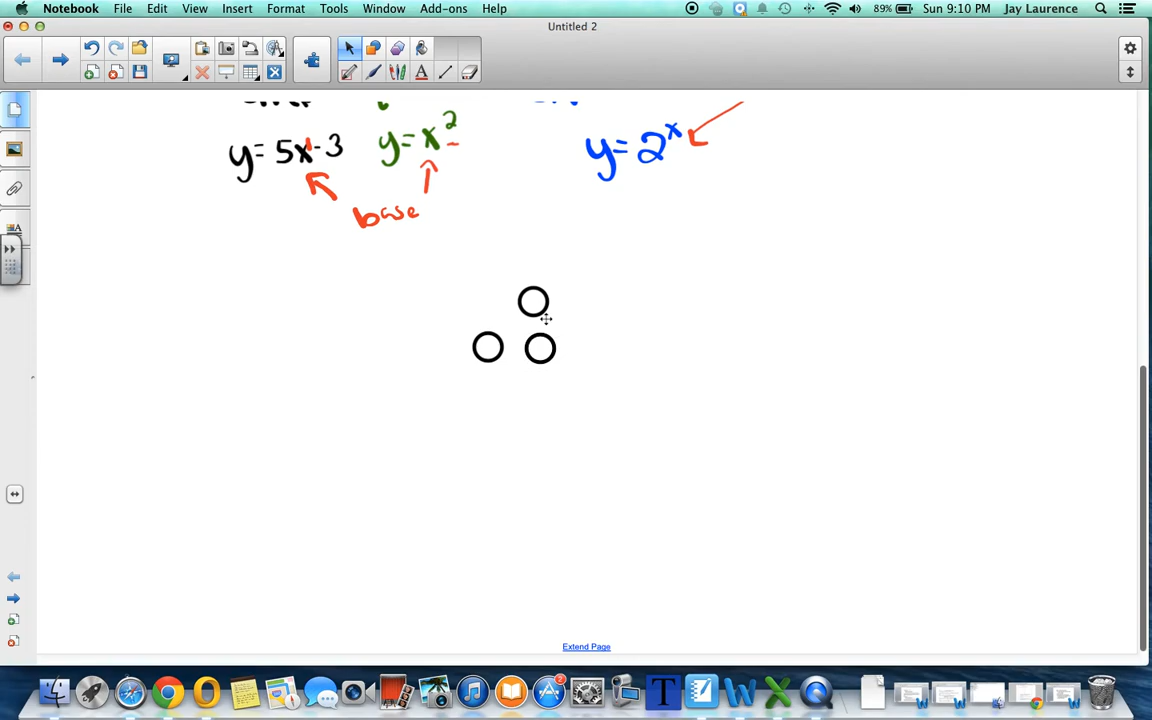 Notebook File Edit View Insert Format Tools Window Add-ons Help 89% Sun 9:10 PM Jay Laurence
Untitled 2
y = 5x - 3 y = x² y = 2ˣ
base
Extend Page